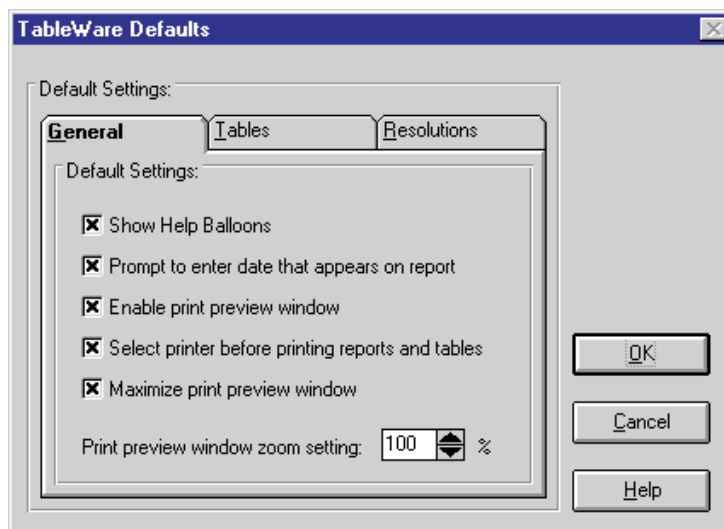 TableWare Defaults
Default Settings:
General
Tables
Resolutions
Default Settings:
Show Help Balloons
Prompt to enter date that appears on report
Enable print preview window
Select printer before printing reports and tables
Maximize print preview window
Print preview window zoom setting: 100 %
OK
Cancel
Help